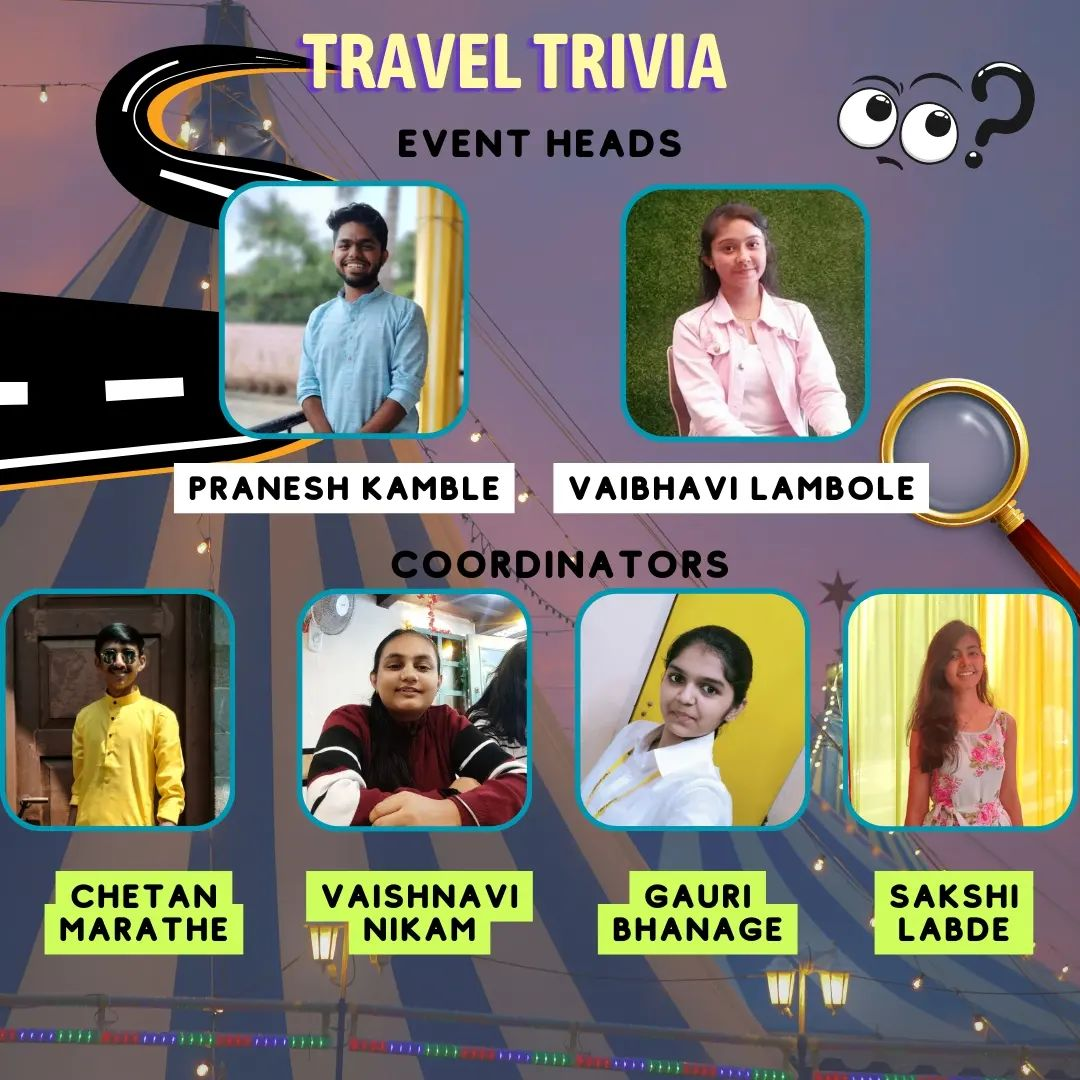 TRAVEL TRIVIA
EVENT HEADS
PRANESH KAMBLE
VAIBHAVI LAMBOLE
COORDINATORS
CHETAN
MARATHE
VAISHNAVI
NIKAM
GAURI
BHANAGE
SAKSHI
LABDE